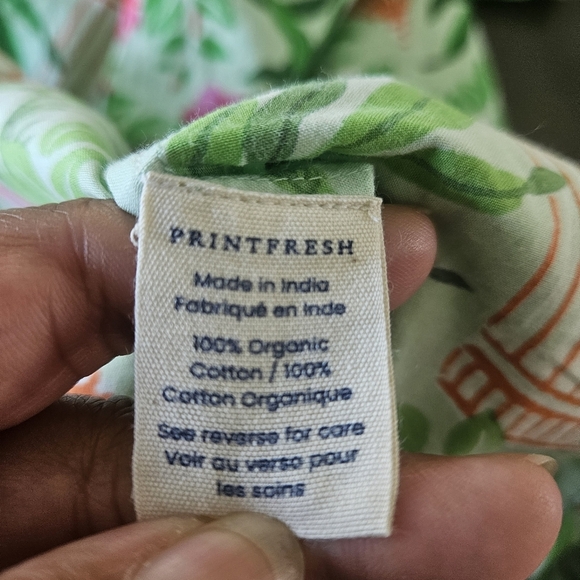 PRINTFRESH
Made in India
Fabriqué en Inde
100% Organic
Cotton / 100%
Cotton Organique
See reverse for care
Voir au verso pour
les soins